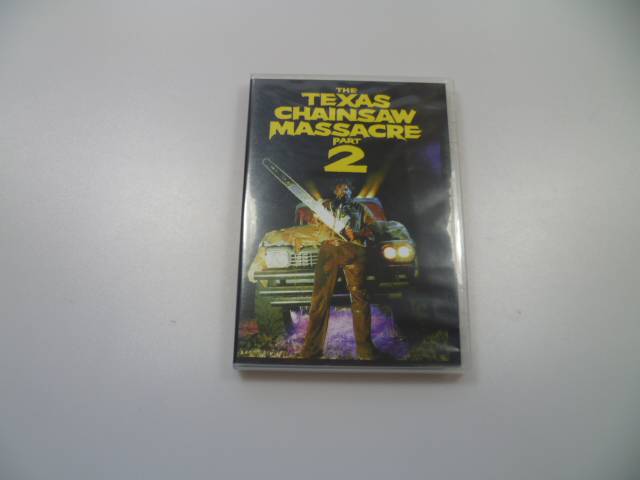 THE
TEXAS
CHAINSAW
MASSACRE
PART
2